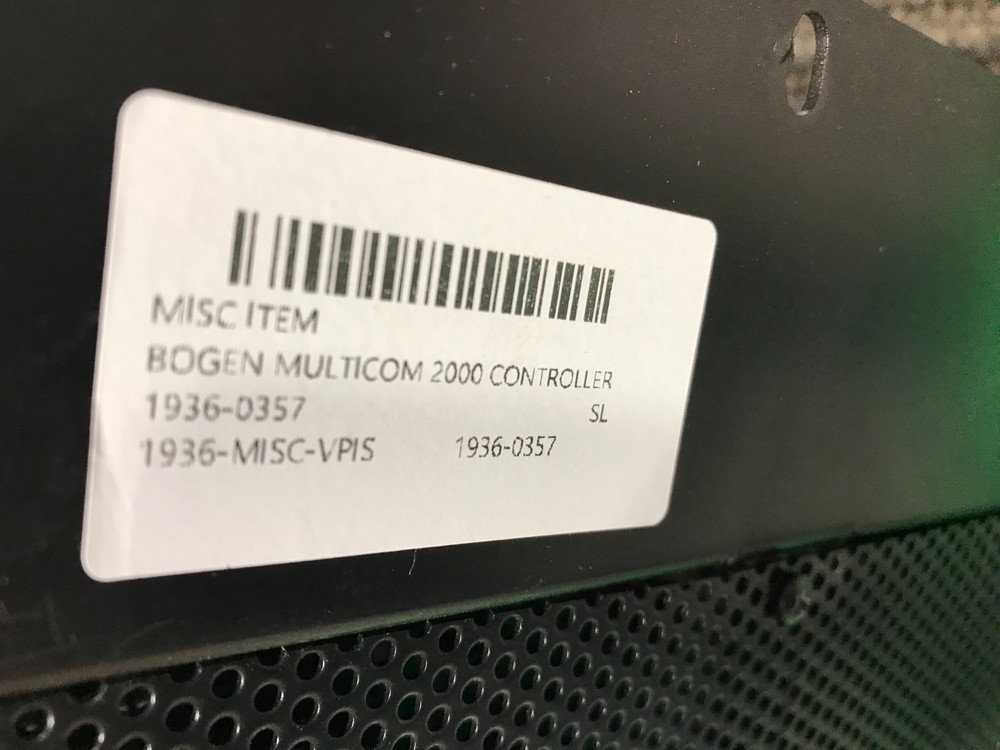 MISC ITEM
BOGEN MULTICOM 2000 CONTROLLER
1936-0357 SL
1936-MISC-VPIS 1936-0357